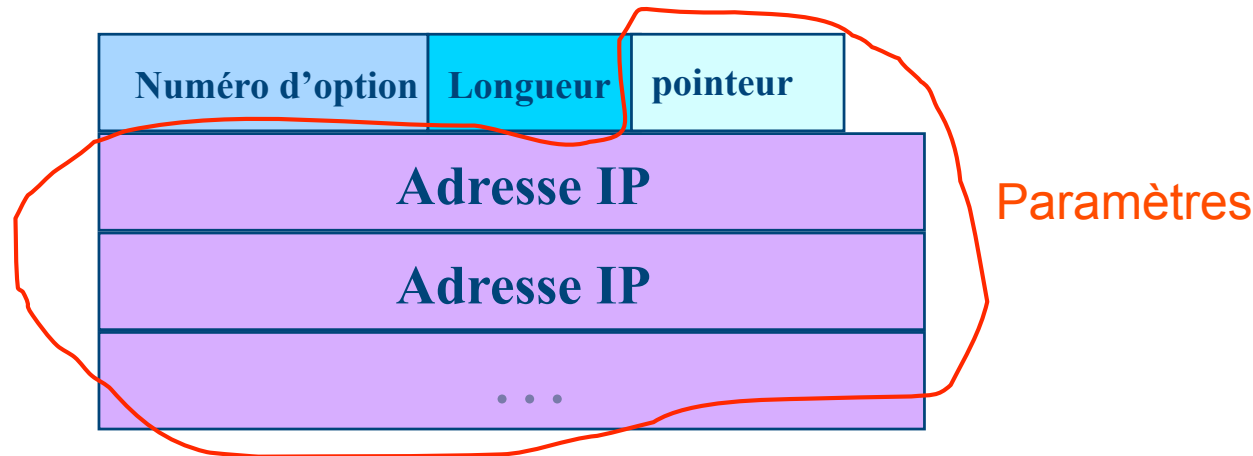 Numéro d’option Longueur pointeur
Adresse IP
Paramètres
Adresse IP
. . .